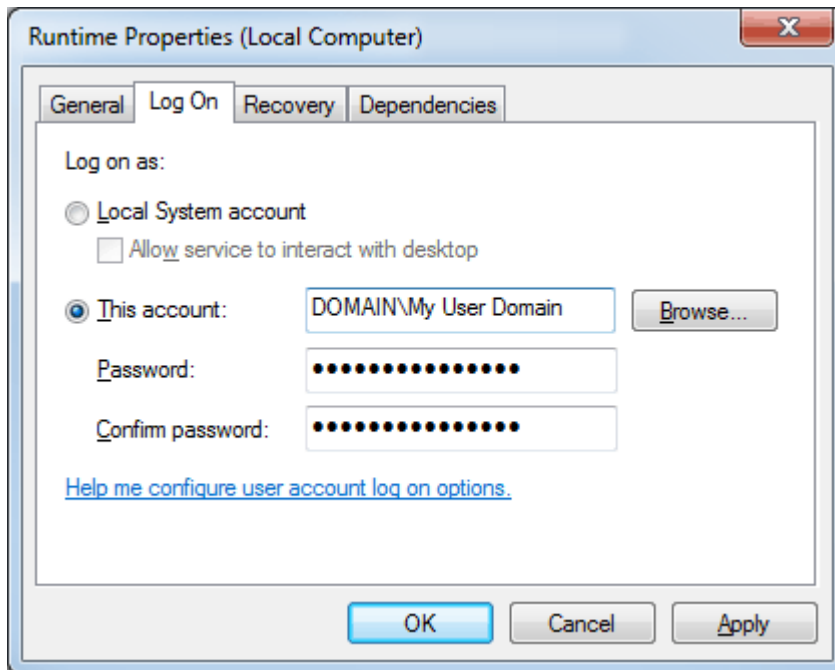 Runtime Properties (Local Computer)
General Log On Recovery Dependencies
Log on as:
Local System account
Allow service to interact with desktop
This account: DOMAIN\My User Domain Browse...
Password: •••••••••••••••
Confirm password: •••••••••••••••
Help me configure user account log on options.
OK Cancel Apply